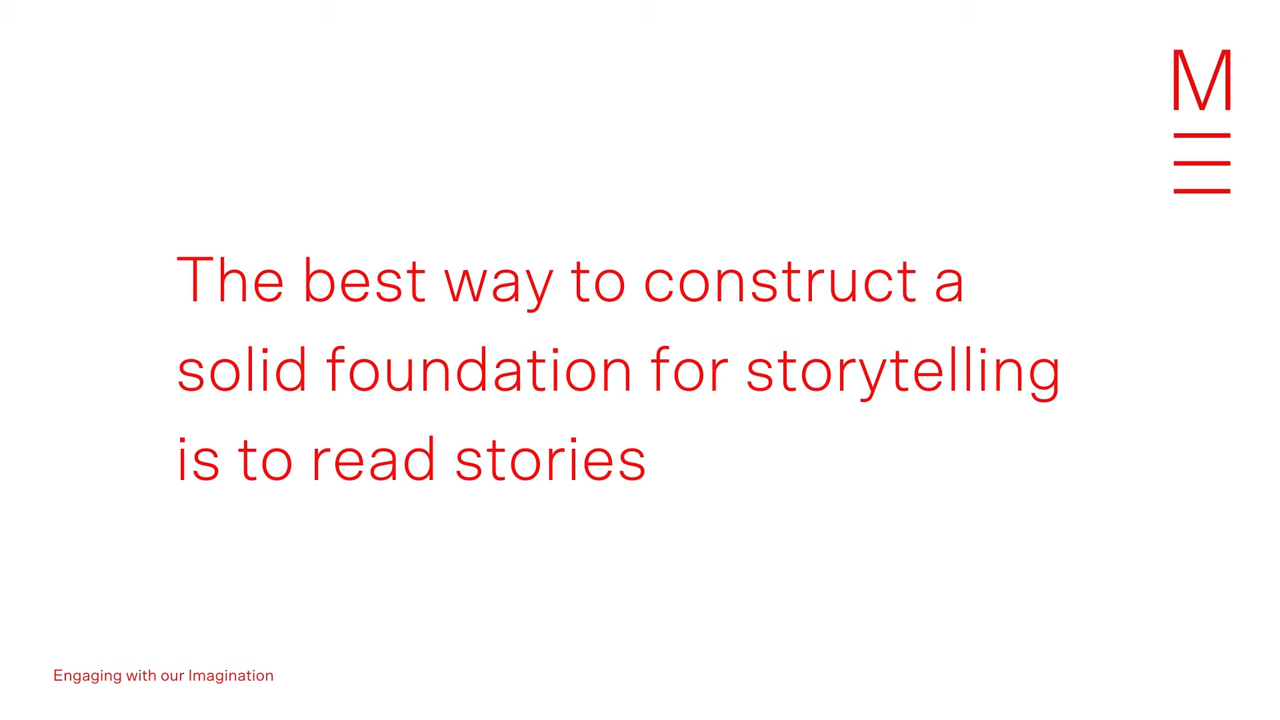 M
The best way to construct a
solid foundation for storytelling
is to read stories
Engaging with our Imagination